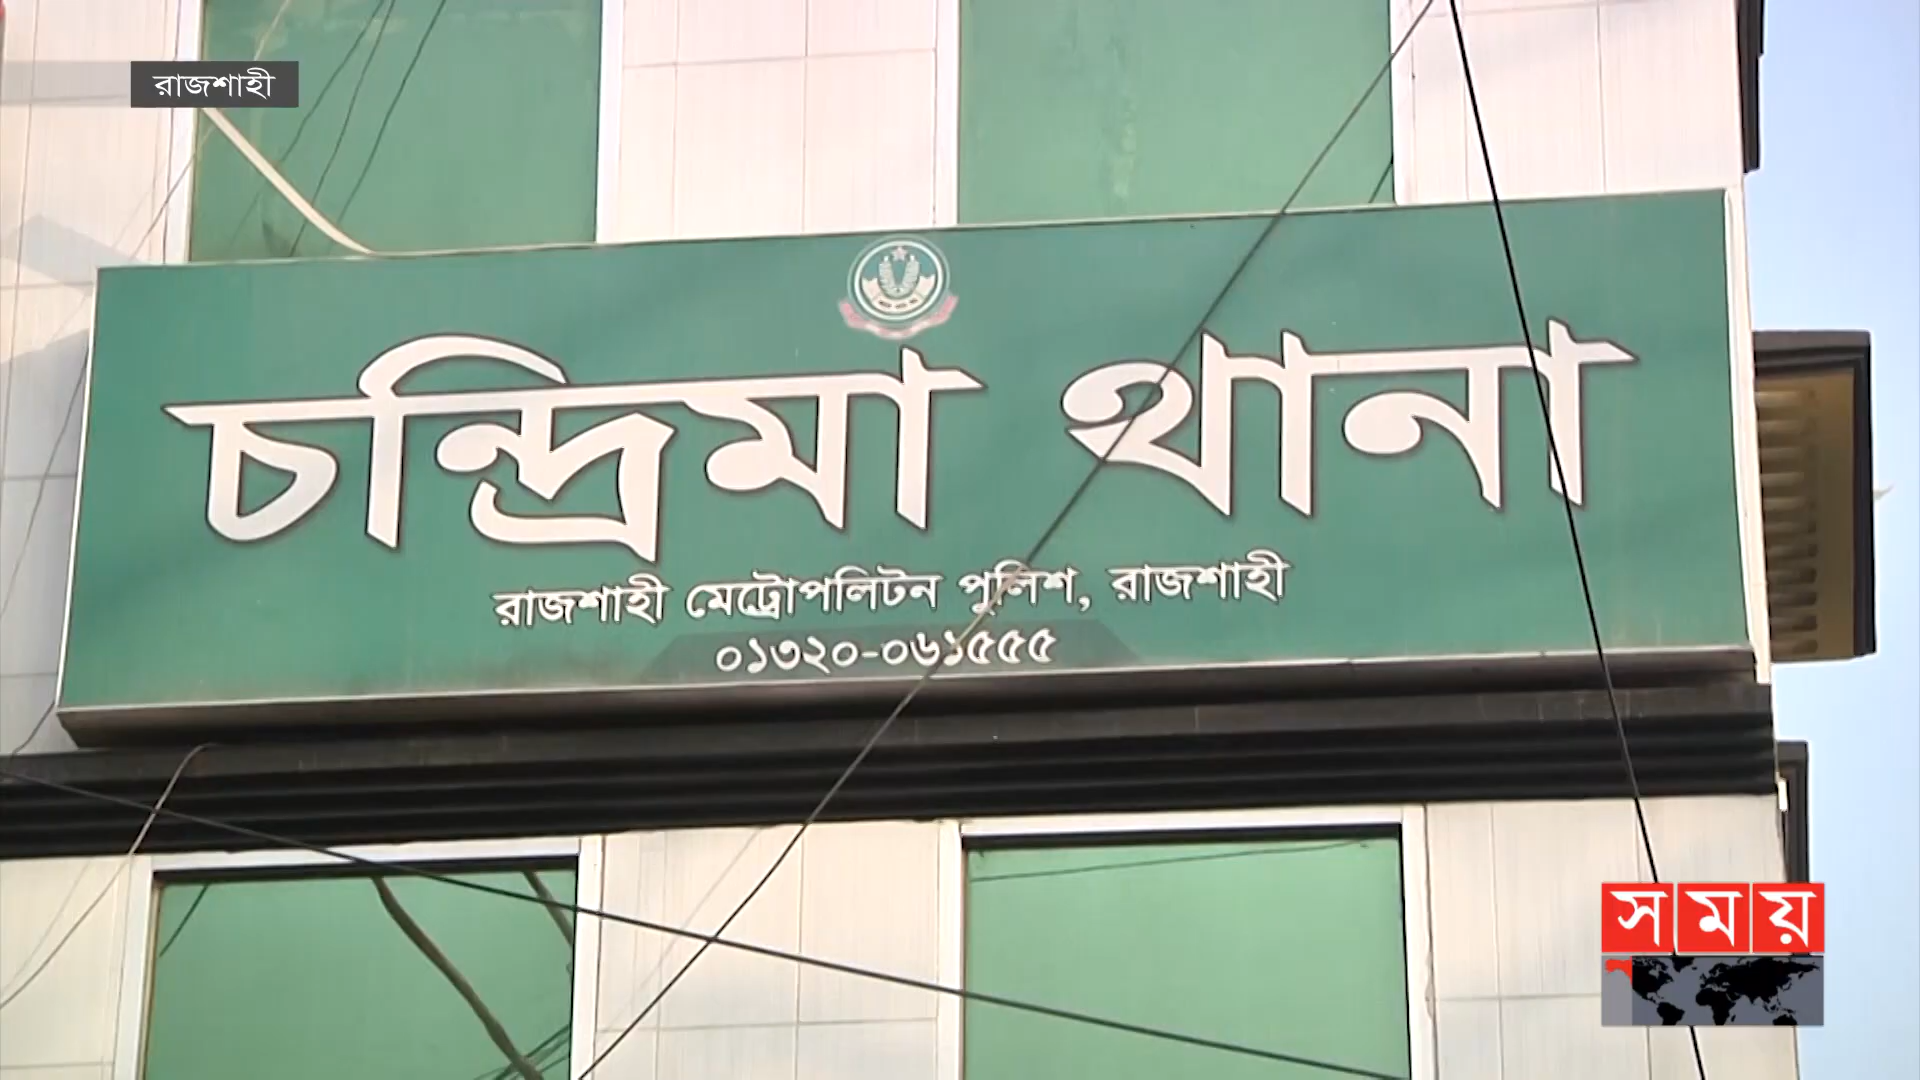 রাজশাহী
চন্দ্রিমা থানা
রাজশাহী মেট্রোপলিটন পুলিশ, রাজশাহী
০১৩২০-০৬১৫৫৫
সময়